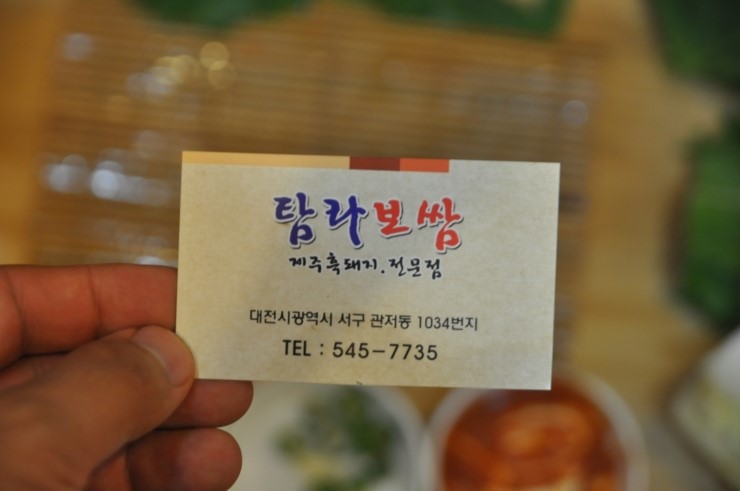 탐라보쌈
제주흑돼지.전문점
대전시광역시 서구 관저동 1034번지
TEL : 545-7735